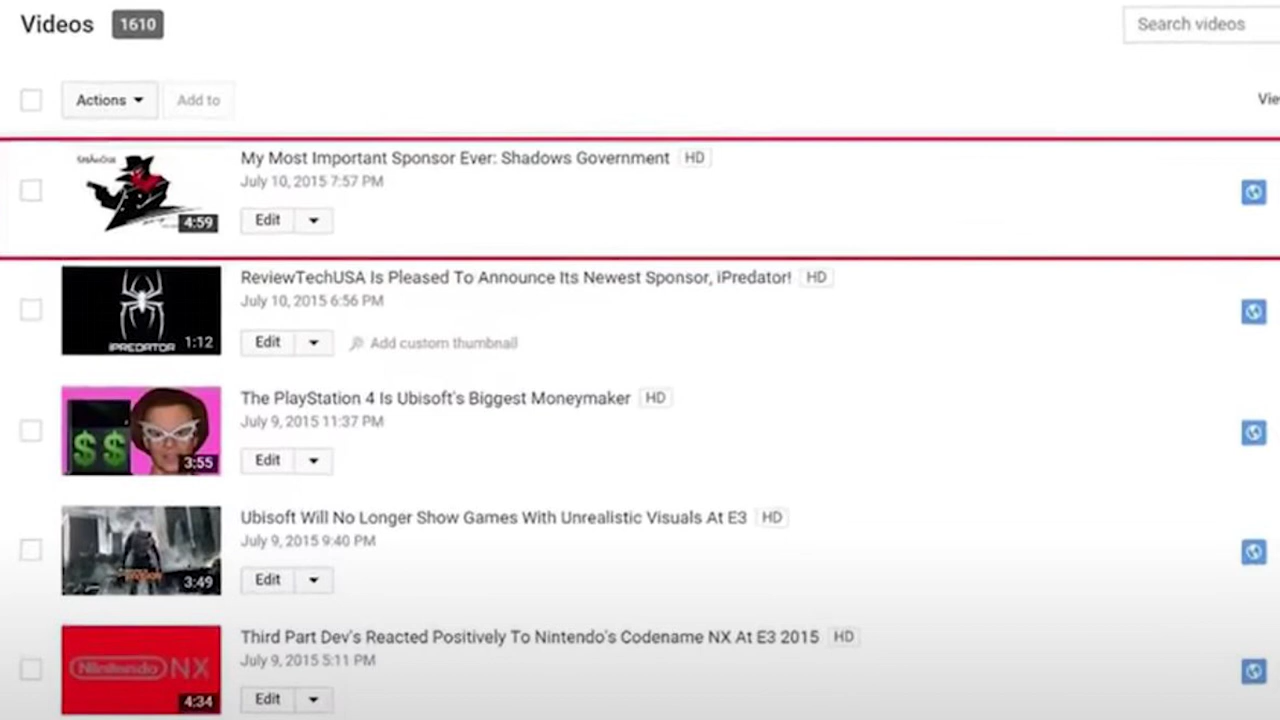 Videos 1610
Search videos
Actions Add to
Vie
My Most Important Sponsor Ever: Shadows Government HD
July 10, 2015 7:57 PM
4:59
Edit
ReviewTechUSA Is Pleased To Announce Its Newest Sponsor, iPredator! HD
July 10, 2015 6:56 PM
iPREDATOR 1:12
Edit Add custom thumbnail
The PlayStation 4 Is Ubisoft's Biggest Moneymaker HD
July 9, 2015 11:37 PM
$ $
3:55
Edit
Ubisoft Will No Longer Show Games With Unrealistic Visuals At E3 HD
July 9, 2015 9:40 PM
3:49
Edit
Third Part Dev's Reacted Positively To Nintendo's Codename NX At E3 2015 HD
July 9, 2015 5:11 PM
Nintendo NX
4:34
Edit